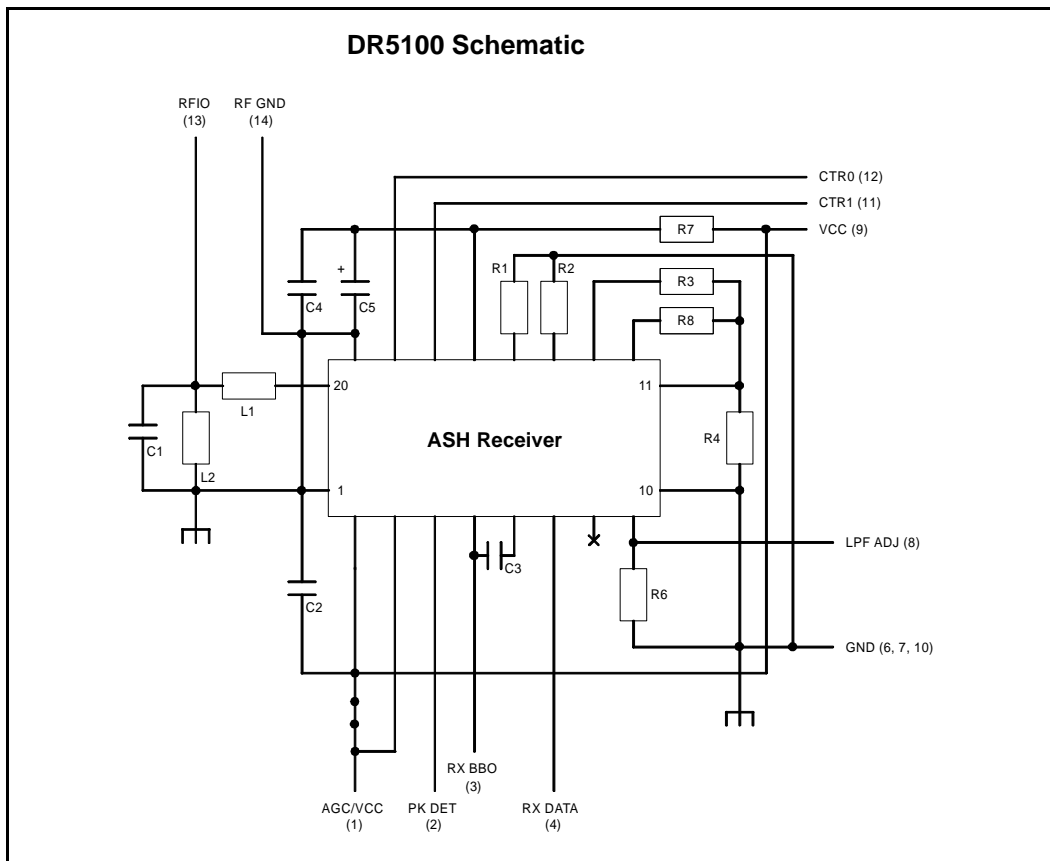 DR5100 Schematic
RFIO
(13)
RF GND
(14)
CTR0 (12)
CTR1 (11)
VCC (9)
R7
R1
R2
R3
R8
+
C4
C5
20
11
L1
C1
L2
ASH Receiver
R4
1
10
C3
LPF ADJ (8)
C2
R6
GND (6, 7, 10)
RX BBO
(3)
AGC/VCC
(1)
PK DET
(2)
RX DATA
(4)